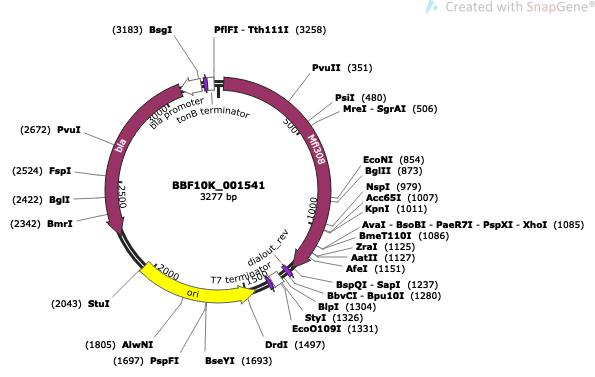 Created with SnapGene®
(3183) BsgI
PflFI - Tth111I (3258)
PvuII (351)
PsiI (480)
MreI - SgrAI (506)
EcoNI (854)
BglII (873)
NspI (979)
Acc65I (1007)
KpnI (1011)
AvaI - BsoBI - PaeR7I - PspXI - XhoI (1085)
BmeT110I (1086)
ZraI (1125)
AatII (1127)
AfeI (1151)
BspQI - SapI (1237)
BbvCI - Bpu10I (1280)
BlpI (1304)
StyI (1326)
EcoO109I (1331)
DrdI (1497)
BseYI (1693)
(1697) PspFI
(1805) AlwNI
(2043) StuI
(2342) BmrI
(2422) BglI
(2524) FspI
(2672) PvuI
bla promoter
tonB terminator
Mfl308
bla
dialout_rev
T7 terminator
ori
500
1000
1500
2000
2500
3000
BBF10K_001541
3277 bp